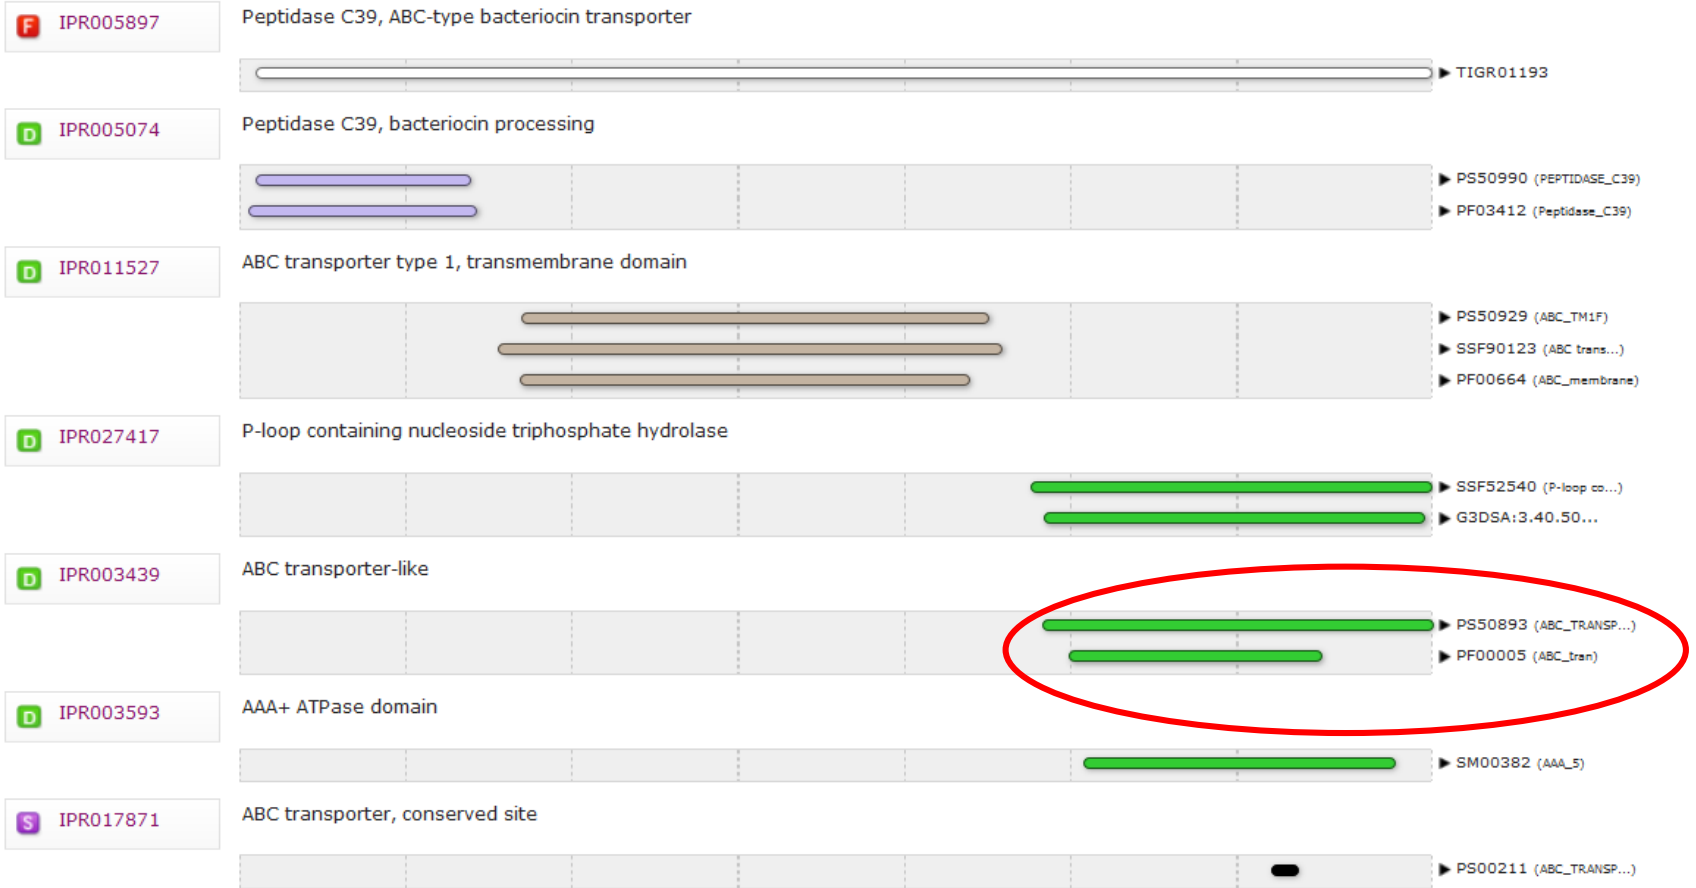 F IPR005897 Peptidase C39, ABC-type bacteriocin transporter
TIGR01193
D IPR005074 Peptidase C39, bacteriocin processing
PS50990 (PEPTIDASE_C39)
PF03412 (Peptidase_C39)
D IPR011527 ABC transporter type 1, transmembrane domain
PS50929 (ABC_TM1F)
SSF90123 (ABC trans...)
PF00664 (ABC_membrane)
D IPR027417 P-loop containing nucleoside triphosphate hydrolase
SSF52540 (P-loop co...)
G3DSA:3.40.50...
D IPR003439 ABC transporter-like
PS50893 (ABC_TRANSP...)
PF00005 (ABC_tran)
D IPR003593 AAA+ ATPase domain
SM00382 (AAA_5)
S IPR017871 ABC transporter, conserved site
PS00211 (ABC_TRANSP...)